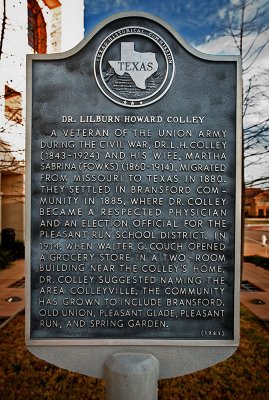 TEXAS HISTORICAL COMMISSION
TEXAS
DR. LILBURN HOWARD COLLEY
A VETERAN OF THE UNION ARMY
DURING THE CIVIL WAR, DR. L.H. COLLEY
(1843-1924) AND HIS WIFE, MARTHA
SABRINA (FOWKS) (1860-1914), MIGRATED
FROM MISSOURI TO TEXAS IN 1880.
THEY SETTLED IN BRANSFORD COM-
MUNITY IN 1885, WHERE DR. COLLEY
BECAME A RESPECTED PHYSICIAN
AND AN ELECTION OFFICIAL FOR THE
PLEASANT RUN SCHOOL DISTRICT. IN
1914, WHEN WALTER G. COUCH OPENED
A GROCERY STORE IN A TWO-ROOM
BUILDING NEAR THE COLLEY'S HOME,
DR. COLLEY SUGGESTED NAMING THE
AREA COLLEYVILLE. THE COMMUNITY
HAS GROWN TO INCLUDE BRANSFORD,
OLD UNION, PLEASANT GLADE, PLEASANT
RUN, AND SPRING GARDEN.